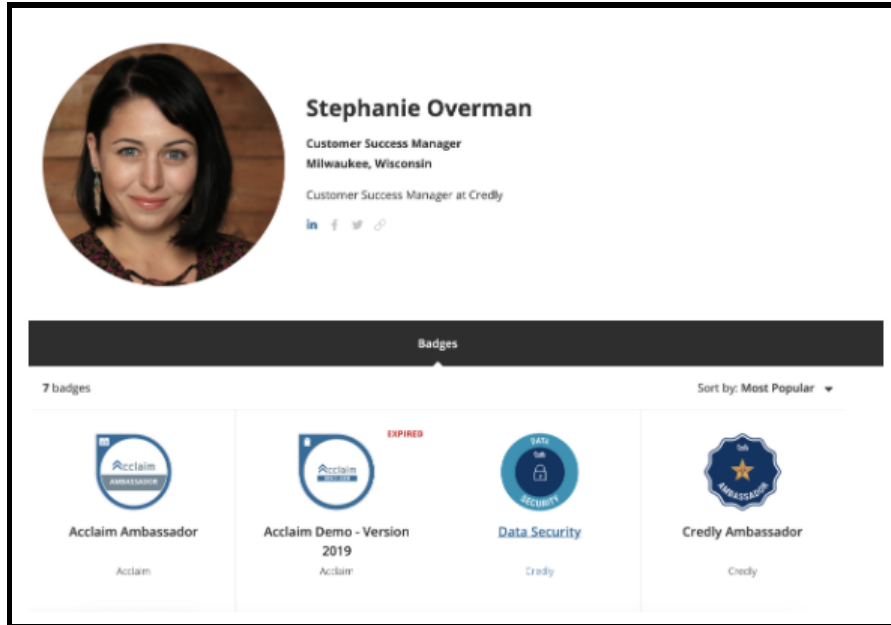 Stephanie Overman
Customer Success Manager
Milwaukee, Wisconsin
Customer Success Manager at Credly
in f
Badges
7 badges
Sort by: Most Popular
Acclaim
AMBASSADOR
Acclaim Ambassador
Acclaim
EXPIRED
Acclaim
Acclaim Demo - Version
2019
Acclaim
DATA
SECURITY
Data Security
Credly
AMBASSADOR
Credly Ambassador
Credly